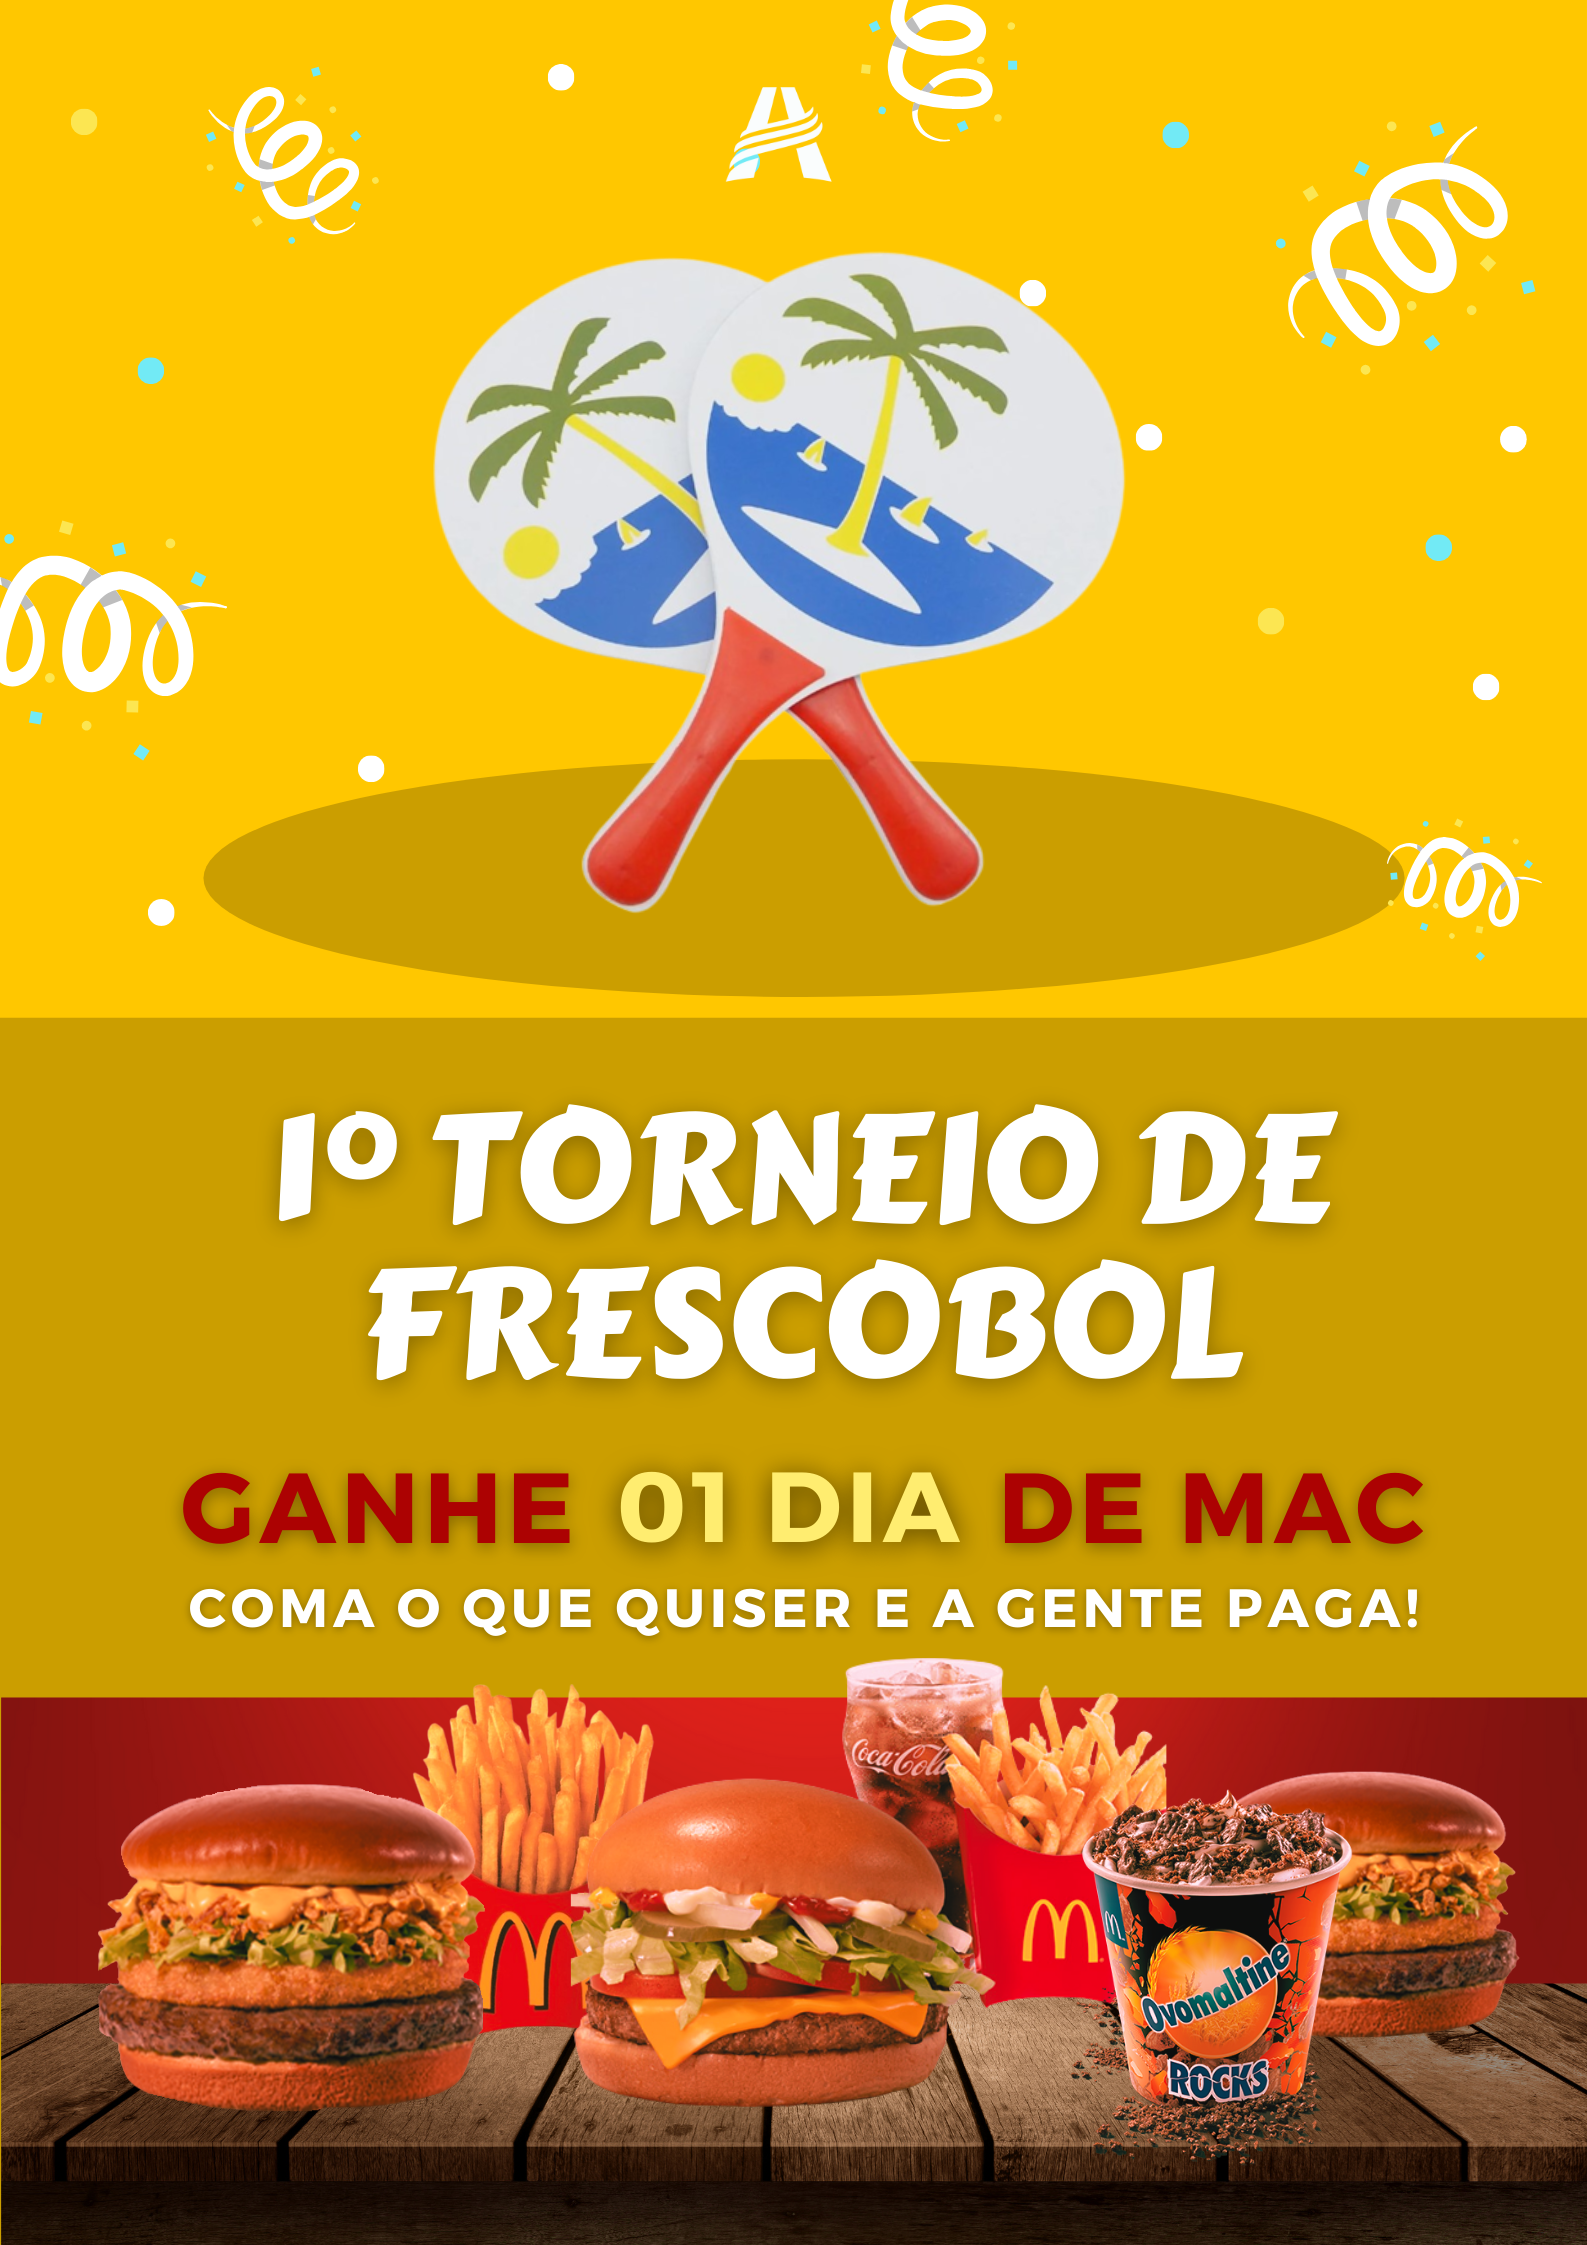 A
1º TORNEIO DE
FRESCOBOL
GANHE 01 DIA DE MAC
COMA O QUE QUISER E A GENTE PAGA!
Coca-Cola
M
M
M
Ovomaltine
ROCKS